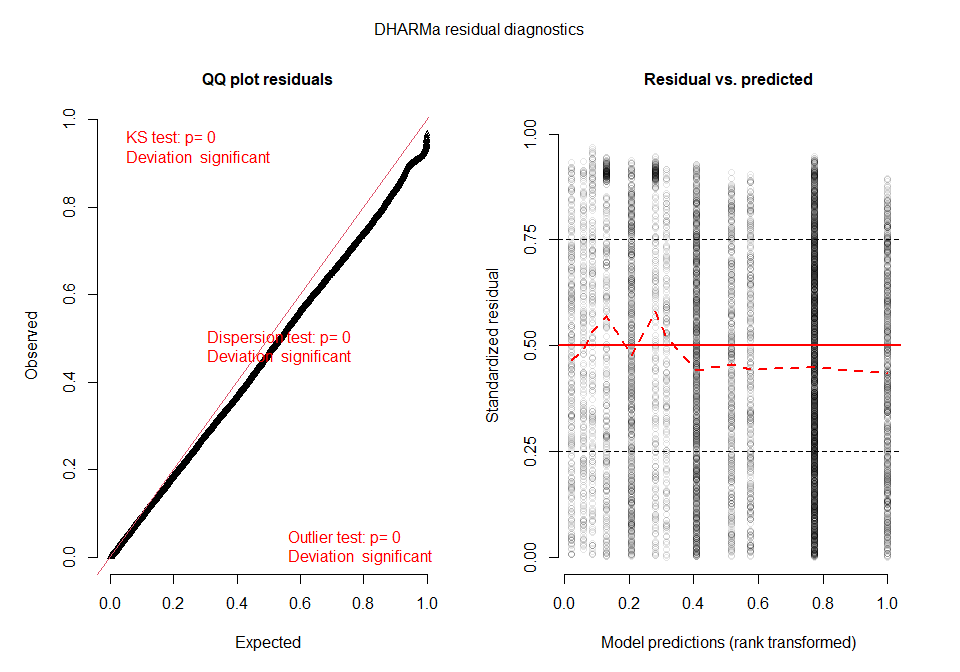 DHARMa residual diagnostics
QQ plot residuals
KS test: p= 0
Deviation  significant
Dispersion test: p= 0
Deviation  significant
Outlier test: p= 0
Deviation  significant
Observed
0.0
0.2
0.4
0.6
0.8
1.0
0.0 0.2 0.4 0.6 0.8 1.0
Expected
Residual vs. predicted
Standardized residual
0.00
0.25
0.50
0.75
1.00
0.0 0.2 0.4 0.6 0.8 1.0
Model predictions (rank transformed)